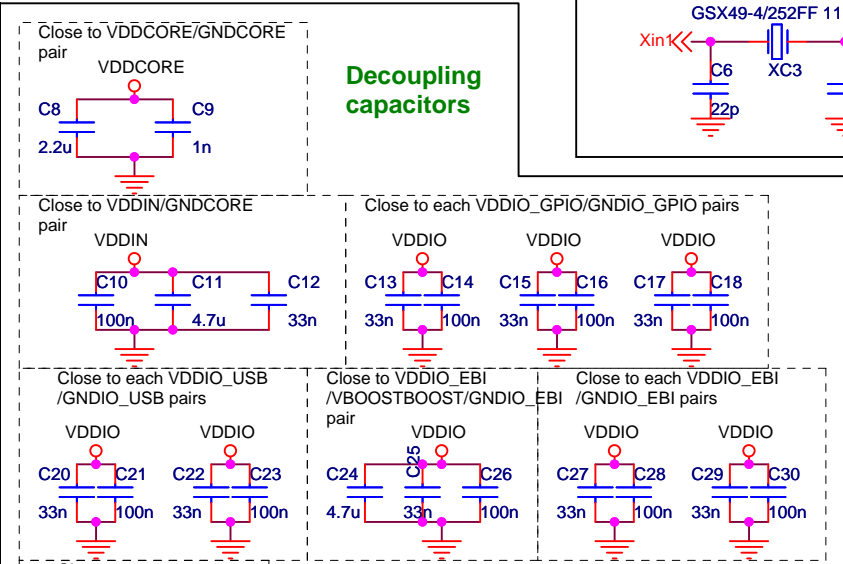 GSX49-4/252FF 11
Xin1
C6
XC3
22p
Close to VDDCORE/GNDCORE
pair
VDDCORE
C8
C9
2.2u
1n
Decoupling
capacitors
Close to VDDIN/GNDCORE
pair
VDDIN
C10
C11
C12
100n
4.7u
33n
Close to each VDDIO_GPIO/GNDIO_GPIO pairs
VDDIO
VDDIO
VDDIO
C13
C14
C15
C16
C17
C18
33n
100n
33n
100n
33n
100n
Close to each VDDIO_USB
/GNDIO_USB pairs
VDDIO
VDDIO
C20
C21
C22
C23
33n
100n
33n
100n
Close to VDDIO_EBI
/VBOOSTBOOST/GNDIO_EBI
pair
VDDIO
C24
C25
C26
4.7u
33n
100n
Close to each VDDIO_EBI
/GNDIO_EBI pairs
VDDIO
VDDIO
C27
C28
C29
C30
33n
100n
33n
100n